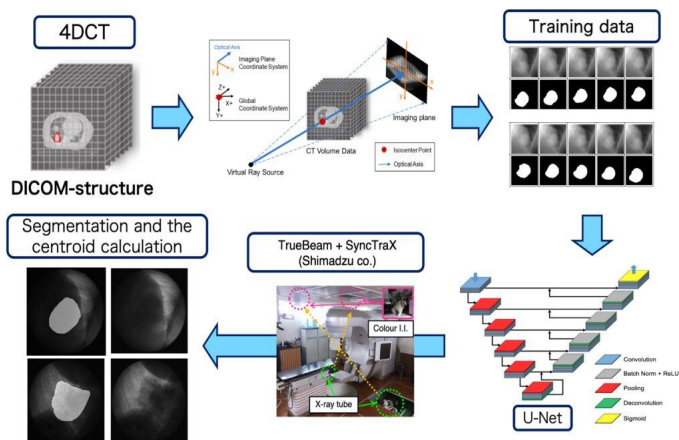 4DCT
DICOM-structure
Optical Axis
Imaging Plane
Coordinate System
x
y
Z+
X+
Y+
Global
Coordinate System
Virtual Ray Source
CT Volume Data
x
y
Imaging plane
Isocenter Point
Optical Axis
Training data
Segmentation and the
centroid calculation
TrueBeam + SyncTraX
(Shimadzu co.)
Colour I.I.
X-ray tube
U-Net
Convolution
Batch Norm + ReLU
Pooling
Deconvolution
Sigmoid